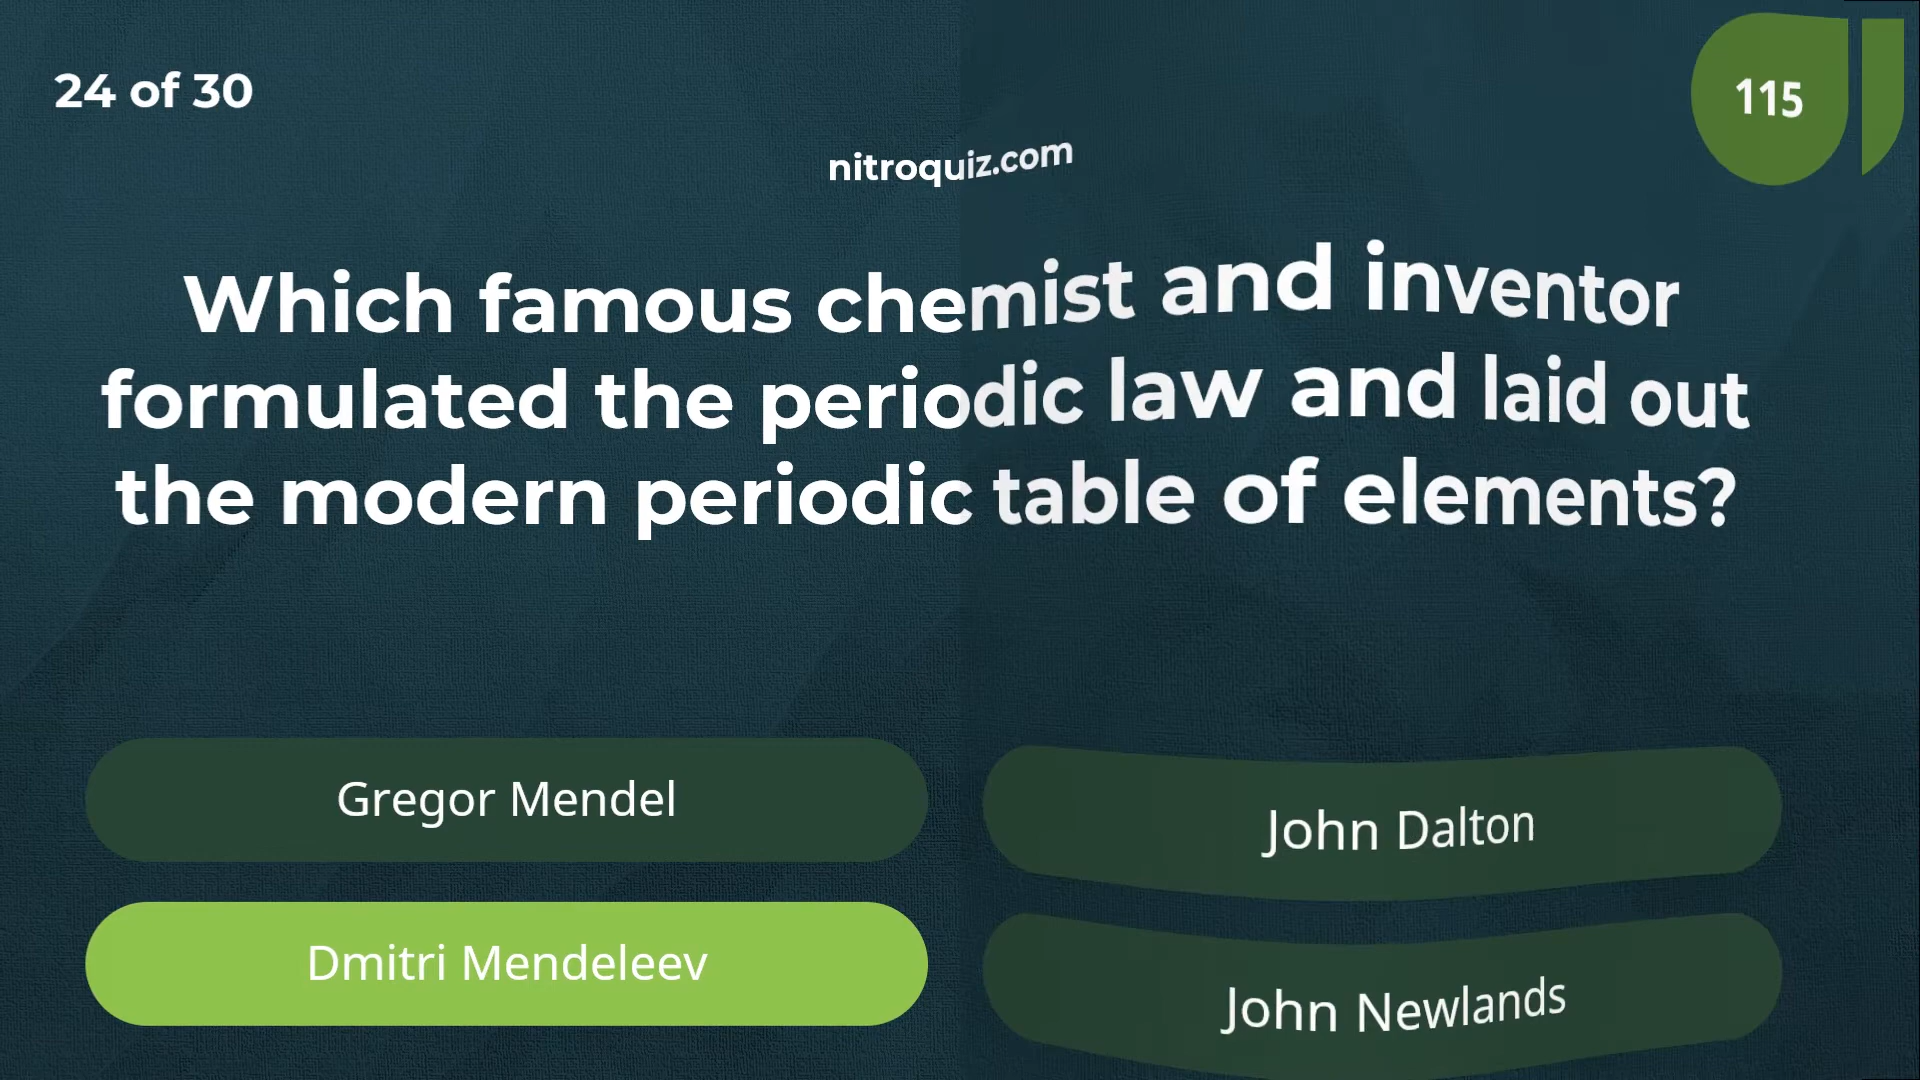 24 of 30
115
nitroquiz.com
Which famous chemist and inventor
formulated the periodic law and laid out
the modern periodic table of elements?
Gregor Mendel
John Dalton
Dmitri Mendeleev
John Newlands